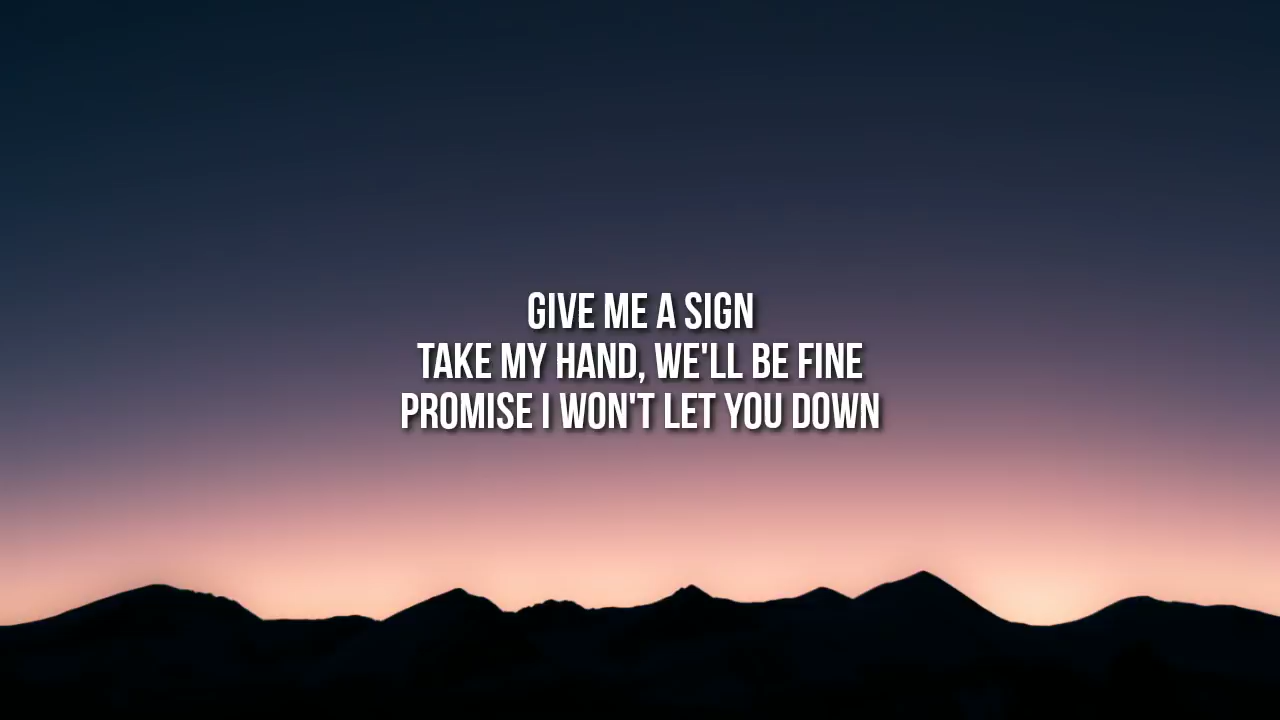 GIVE ME A SIGN
TAKE MY HAND, WE'LL BE FINE
PROMISE I WON'T LET YOU DOWN